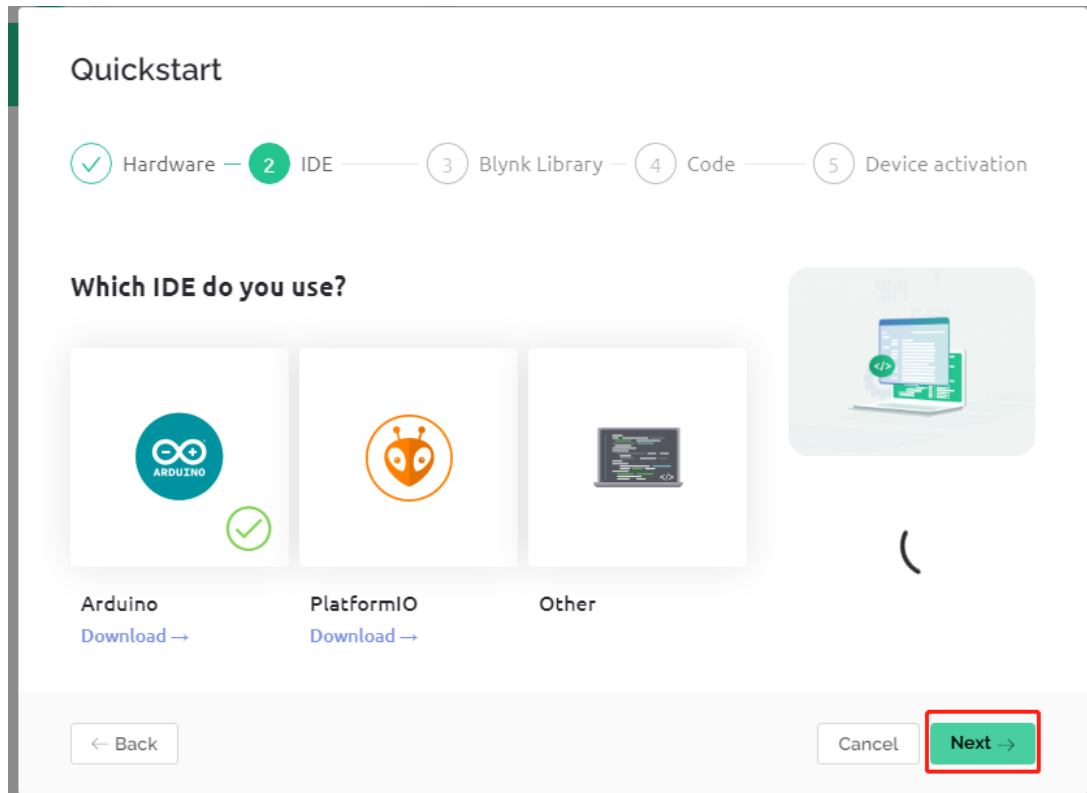 Quickstart
Hardware 2 IDE 3 Blynk Library 4 Code 5 Device activation
Which IDE do you use?
ARDUINO
</>
</>
Arduino PlatformIO Other
Download → Download →
← Back Cancel Next →